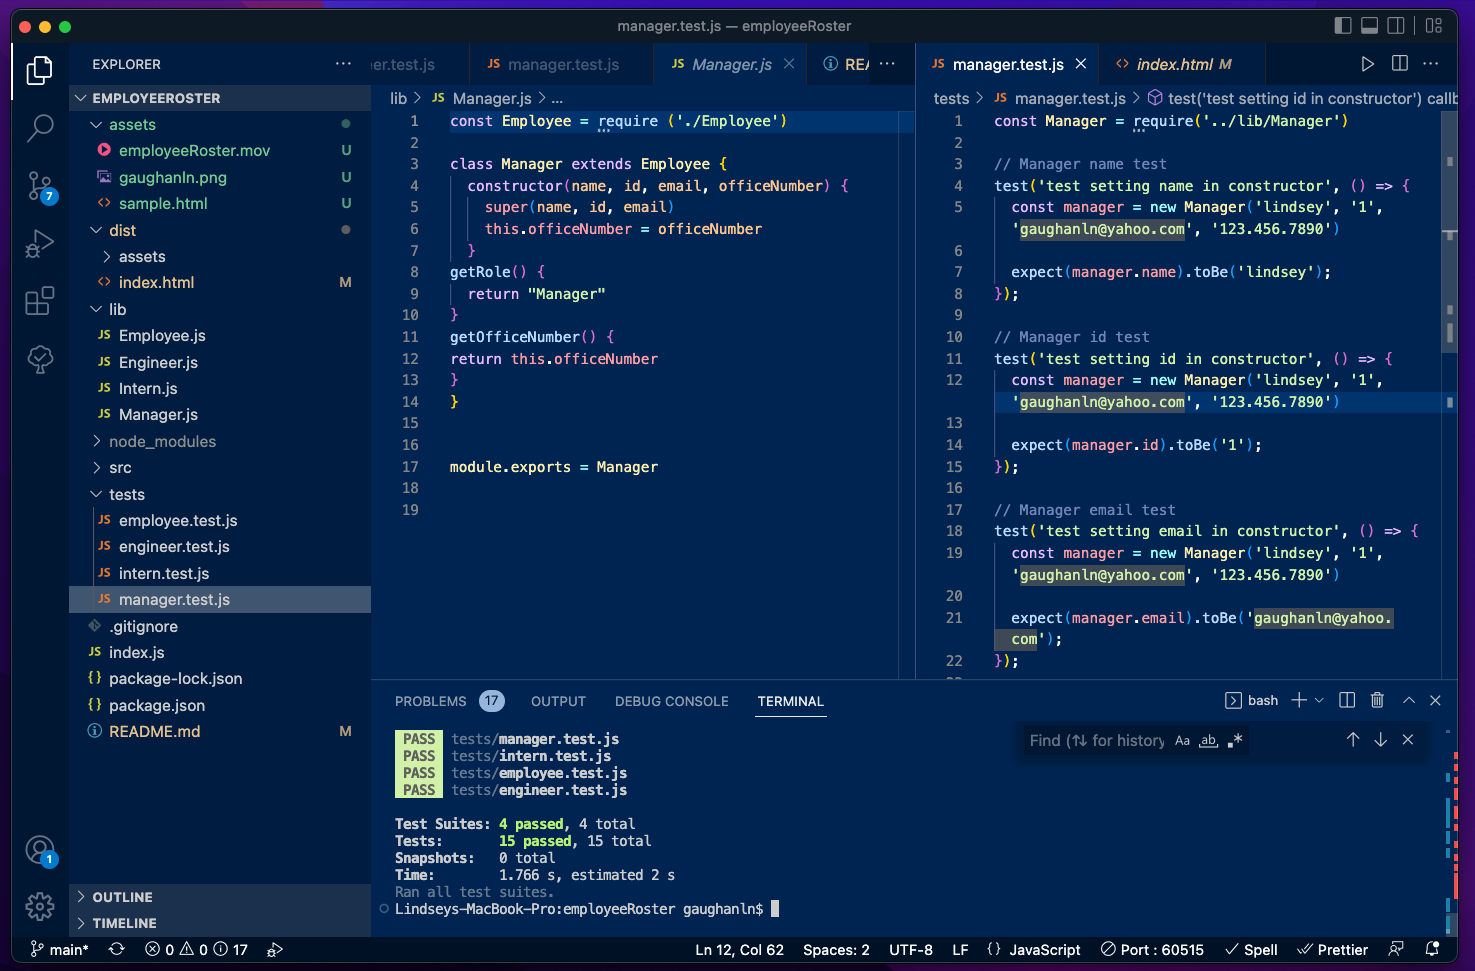 manager.test.js — employeeRoster
EXPLORER
er.test.js
JS manager.test.js
JS Manager.js
REA
JS manager.test.js
<> index.html M
EMPLOYEEROSTER
assets
employeeRoster.mov U
gaughanln.png U
<> sample.html U
dist
assets
<> index.html M
lib
JS Employee.js
JS Engineer.js
JS Intern.js
JS Manager.js
node_modules
src
tests
JS employee.test.js
JS engineer.test.js
JS intern.test.js
JS manager.test.js
.gitignore
JS index.js
{} package-lock.json
{} package.json
README.md M
OUTLINE
TIMELINE
7
1
lib > JS Manager.js > ...
1 const Employee = require ('./Employee')
2
3 class Manager extends Employee {
4 constructor(name, id, email, officeNumber) {
5 super(name, id, email)
6 this.officeNumber = officeNumber
7 }
8 getRole() {
9 return "Manager"
10 }
11 getOfficeNumber() {
12 return this.officeNumber
13 }
14 }
15
16
17 module.exports = Manager
18
19
tests > JS manager.test.js > test('test setting id in constructor') callb
1 const Manager = require('../lib/Manager')
2
3 // Manager name test
4 test('test setting name in constructor', () => {
5 const manager = new Manager('lindsey', '1',
'gaughanln@yahoo.com', '123.456.7890')
6
7 expect(manager.name).toBe('lindsey');
8 });
9
10 // Manager id test
11 test('test setting id in constructor', () => {
12 const manager = new Manager('lindsey', '1',
'gaughanln@yahoo.com', '123.456.7890')
13
14 expect(manager.id).toBe('1');
15 });
16
17 // Manager email test
18 test('test setting email in constructor', () => {
19 const manager = new Manager('lindsey', '1',
'gaughanln@yahoo.com', '123.456.7890')
20
21 expect(manager.email).toBe('gaughanln@yahoo.
com');
22 });
PROBLEMS 17 OUTPUT DEBUG CONSOLE TERMINAL
bash
Find (⇅ for history
Aa ab .*
PASS tests/manager.test.js
PASS tests/intern.test.js
PASS tests/employee.test.js
PASS tests/engineer.test.js
Test Suites: 4 passed, 4 total
Tests: 15 passed, 15 total
Snapshots: 0 total
Time: 1.766 s, estimated 2 s
Ran all test suites.
Lindseys-MacBook-Pro:employeeRoster gaughanln$
main* 0 0 17
Ln 12, Col 62 Spaces: 2 UTF-8 LF {} JavaScript Port : 60515 Spell Prettier